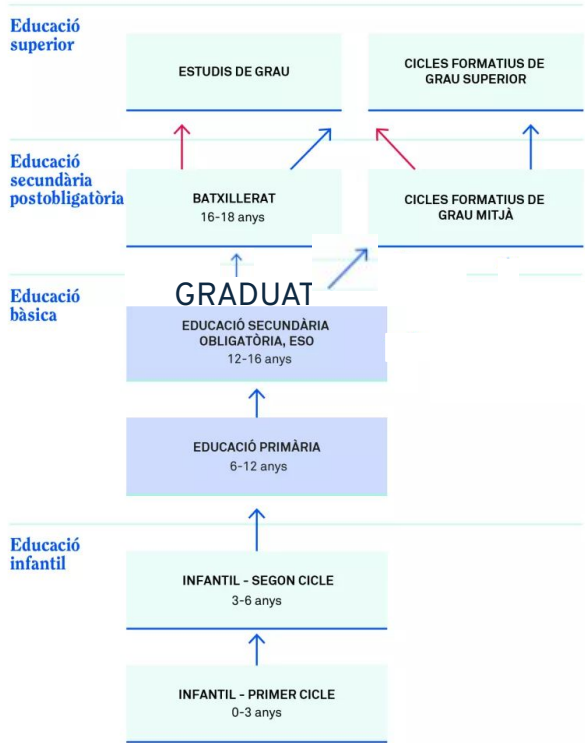 Educació
superior
ESTUDIS DE GRAU
CICLES FORMATIUS DE
GRAU SUPERIOR
Educació
secundària
postobligatòria
BATXILLERAT
16-18 anys
CICLES FORMATIUS DE
GRAU MITJÀ
Educació
bàsica
GRADUAT
EDUCACIÓ SECUNDÀRIA
OBLIGATÒRIA, ESO
12-16 anys
EDUCACIÓ PRIMÀRIA
6-12 anys
Educació
infantil
INFANTIL - SEGON CICLE
3-6 anys
INFANTIL - PRIMER CICLE
0-3 anys